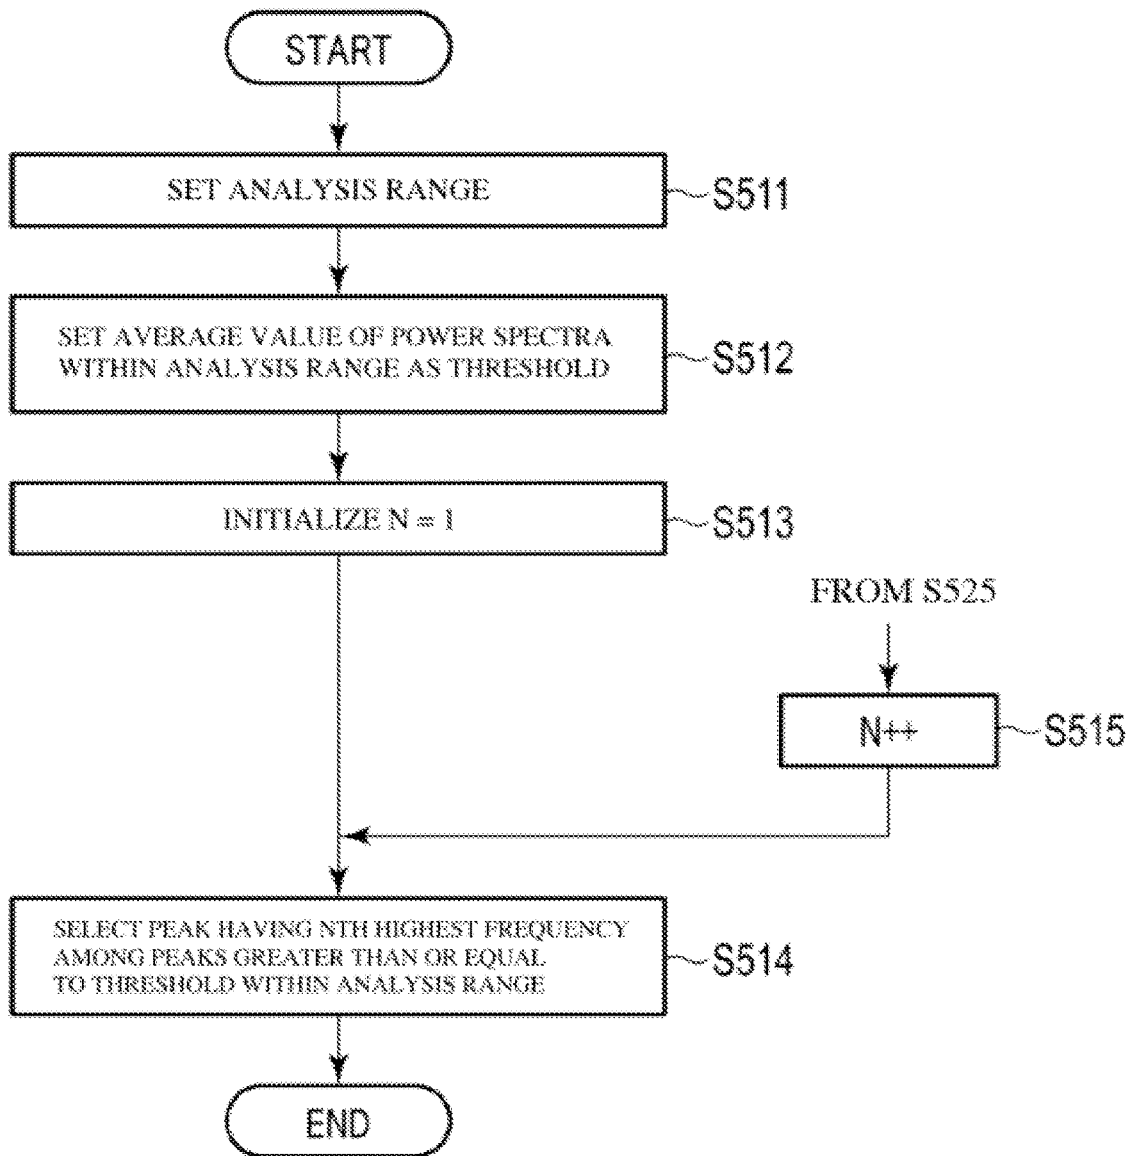 START
SET ANALYSIS RANGE
S511
SET AVERAGE VALUE OF POWER SPECTRA
WITHIN ANALYSIS RANGE AS THRESHOLD
S512
INITIALIZE N = 1
S513
FROM S525
N++
S515
SELECT PEAK HAVING NTH HIGHEST FREQUENCY
AMONG PEAKS GREATER THAN OR EQUAL
TO THRESHOLD WITHIN ANALYSIS RANGE
S514
END